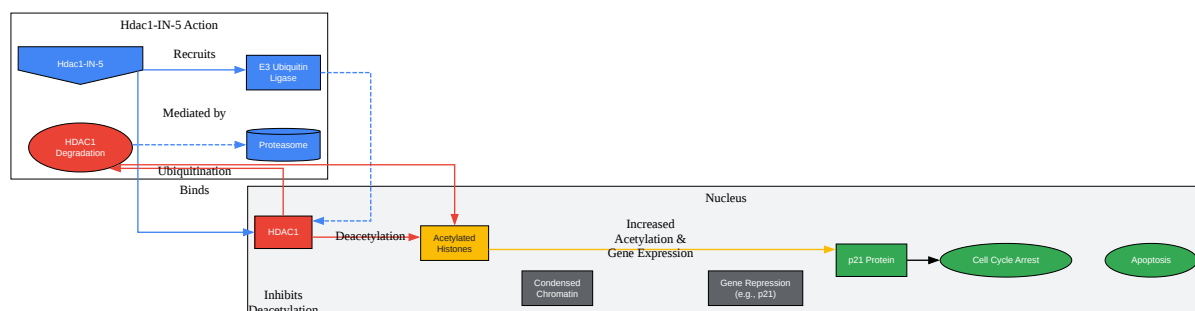 Hdac1-IN-5 Action
Hdac1-IN-5
Recruits
E3 Ubiquitin
Ligase
Mediated by
HDAC1
Degradation
Proteasome
Ubiquitination
Binds
Nucleus
HDAC1
Deacetylation
Acetylated
Histones
Increased
Acetylation &
Gene Expression
p21 Protein
Cell Cycle Arrest
Apoptosis
Condensed
Chromatin
Gene Repression
(e.g., p21)
Inhibits
Deacetylation